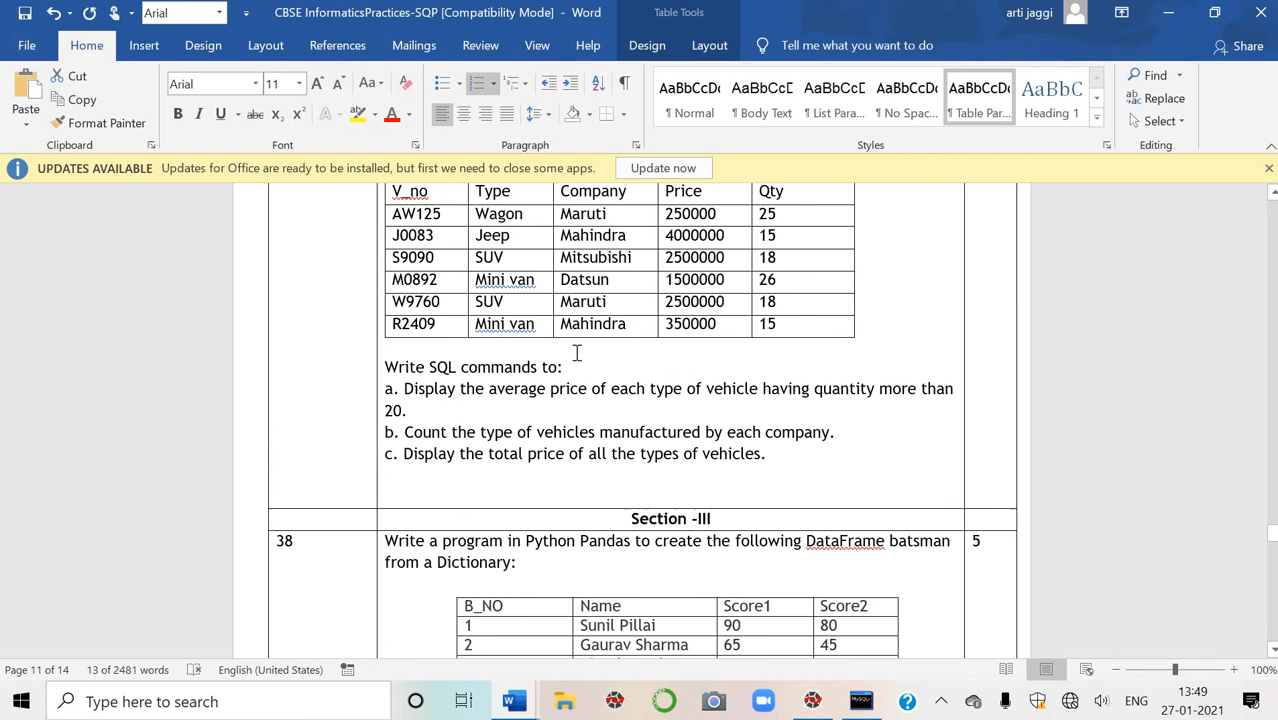 Arial
CBSE InformaticsPractices-SQP [Compatibility Mode] - Word
Table Tools
arti jaggi
File Home Insert Design Layout References Mailings Review View Help Design Layout Tell me what you want to do Share
Paste
Cut
Copy
Format Painter
Arial 11
B I U abc X₂ X²
AaBbCcDc AaBbCcE AaBbCcDc AaBbCcDc AaBbCcDc AaBbCc
¶ Normal ¶ Body Text ¶ List Para... ¶ No Spac... ¶ Table Par... Heading 1
Find
Replace
Select
Clipboard Font Paragraph Styles Editing
UPDATES AVAILABLE Updates for Office are ready to be installed, but first we need to close some apps. Update now
V_no Type Company Price Qty
AW125 Wagon Maruti 250000 25
J0083 Jeep Mahindra 4000000 15
S9090 SUV Mitsubishi 2500000 18
M0892 Mini van Datsun 1500000 26
W9760 SUV Maruti 2500000 18
R2409 Mini van Mahindra 350000 15
Write SQL commands to:
a. Display the average price of each type of vehicle having quantity more than
20.
b. Count the type of vehicles manufactured by each company.
c. Display the total price of all the types of vehicles.
Section -III
38 Write a program in Python Pandas to create the following DataFrame batsman 5
from a Dictionary:
B_NO Name Score1 Score2
1 Sunil Pillai 90 80
2 Gaurav Sharma 65 45
Page 11 of 14 13 of 2481 words English (United States) 100%
Type here to search
ENG
13:49
27-01-2021